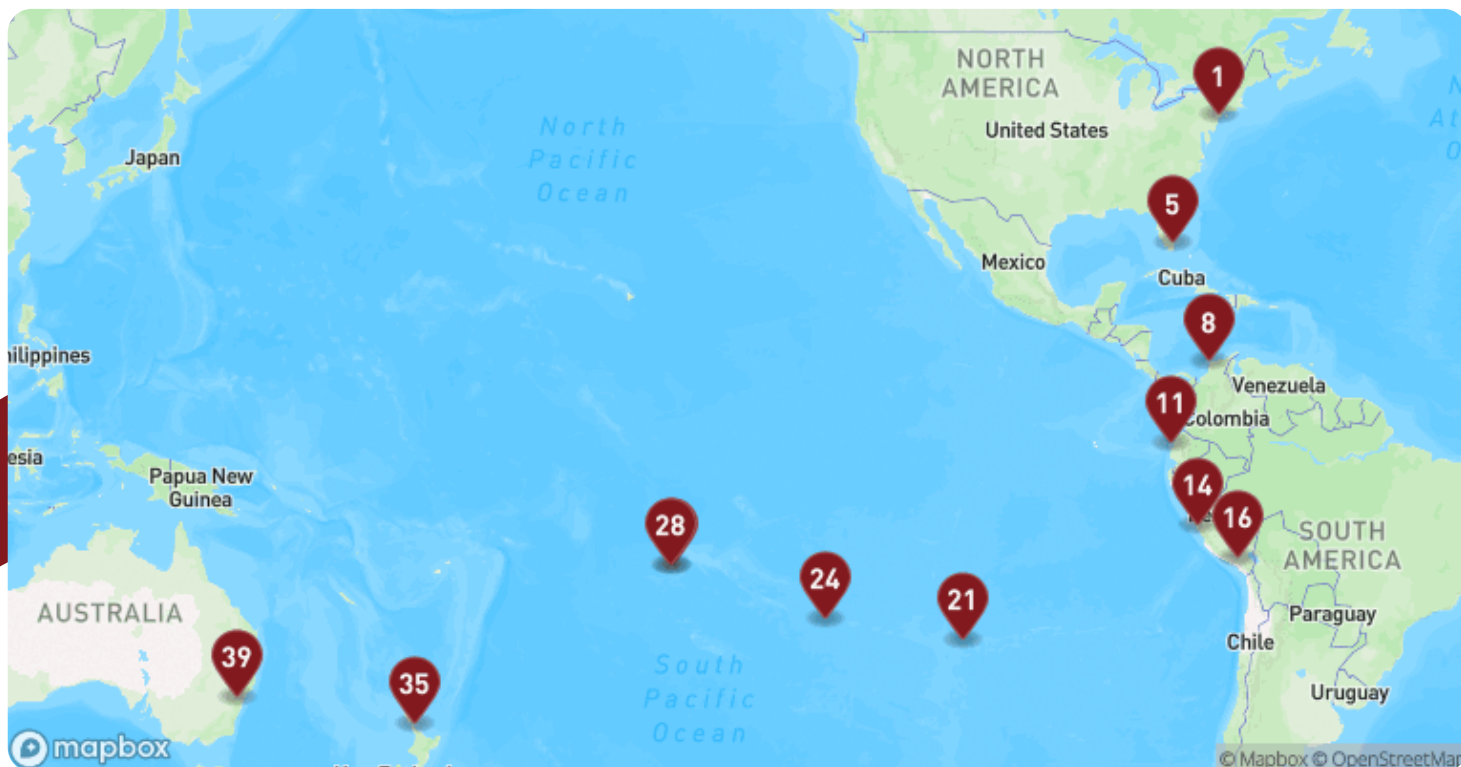 NORTH
AMERICA
1
United States
North
Pacific
Ocean
Japan
5
Mexico
Cuba
8
Venezuela
11
Colombia
Papua New
Guinea
14
16
SOUTH
AMERICA
28
24
21
AUSTRALIA
Paraguay
Chile
39
35
South
Pacific
Ocean
Uruguay
mapbox
© Mapbox © OpenStreetMap